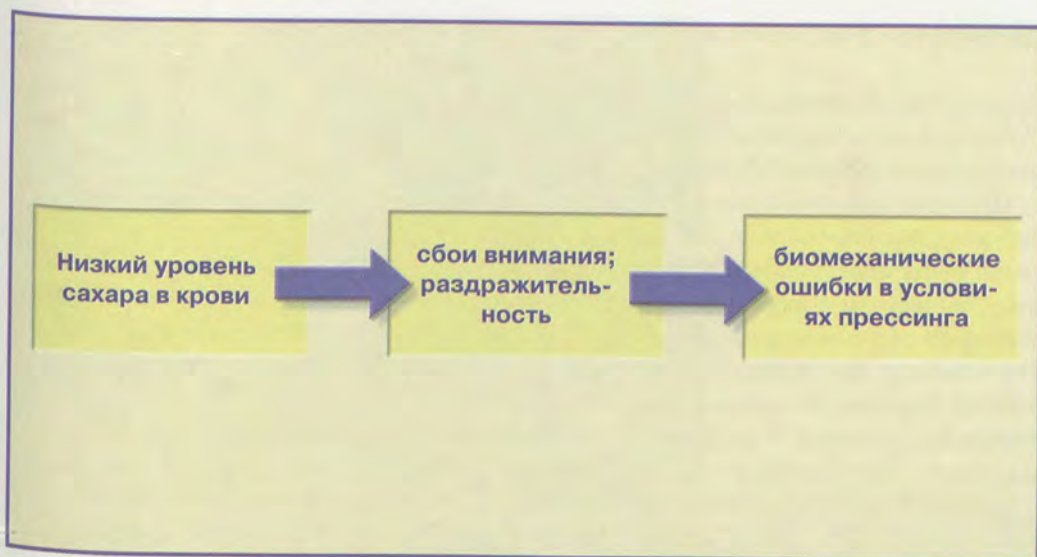 Низкий уровень
сахара в крови
сбои внимания;
раздражитель-
ность
биомеханические
ошибки в услови-
ях прессинга